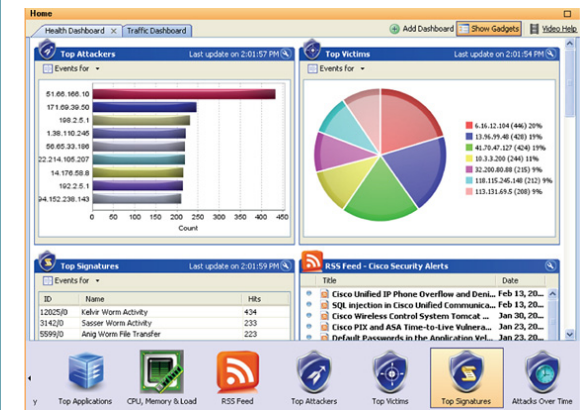 Home
Health Dashboard
Traffic Dashboard
Add Dashboard
Show Gadgets
Video Help
Top Attackers
Last update on 2:01:57 PM
Events for
51.66.166.10
171.69.39.50
198.2.5.1
1.38.110.245
56.65.33.186
22.214.105.207
14.176.58.8
192.2.5.1
94.152.238.143
0 50 100 150 200 250 300 350 400 450
Count
Top Victims
Last update on 2:01:54 PM
Events for
6.16.12.104 (446) 20%
13.96.99.48 (428) 19%
41.70.47.127 (424) 19%
10.3.3.200 (244) 11%
32.200.80.88 (215) 9%
110.115.245.140 (212) 9%
113.131.69.5 (208) 9%
Top Signatures
Last update on 2:01:59 PM
Events for
ID Name Hits
12025/0 Kelvir Worm Activity 434
3142/0 Sasser Worm Activity 233
5599/0 Anig Worm File Transfer 223
RSS Feed - Cisco Security Alerts
Title Date
Cisco Unified IP Phone Overflow and Deni... Feb 13, 20...
SQL injection in Cisco Unified Communica... Feb 13, 20...
Cisco Wireless Control System Tomcat ... Jan 30, 20...
Cisco PIX and ASA Time-to-Live Vulnera... Jan 23, 20...
Default Passwords in the Application Vel... Jan 23, 20...
y
Top Applications
CPU, Memory & Load
RSS Feed
Top Attackers
Top Victims
Top Signatures
Attacks Over Time